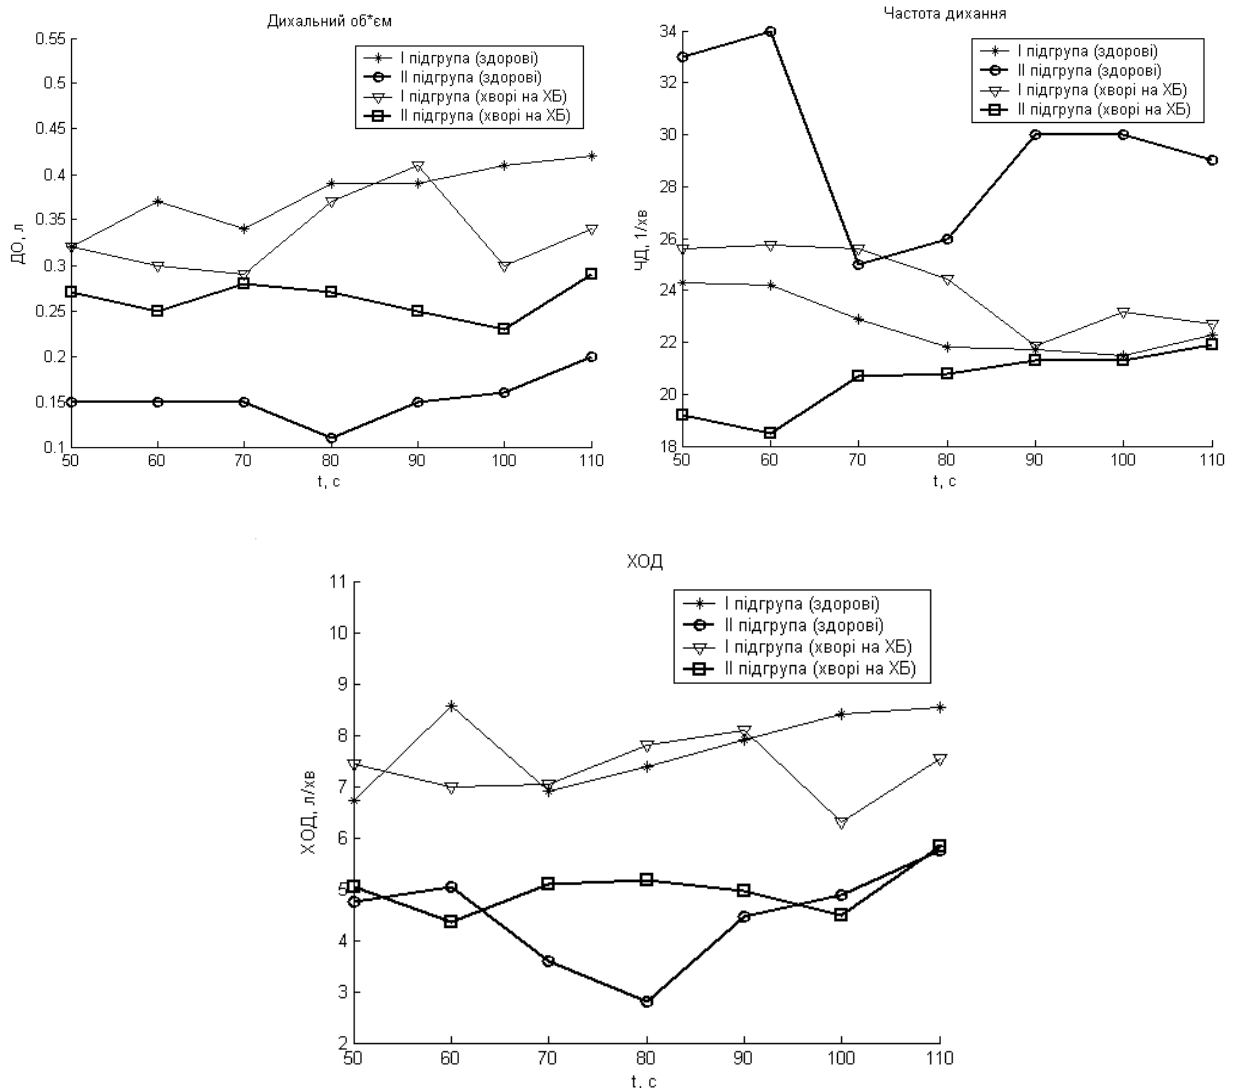 Дихальний об*єм
0.55
0.5
0.45
0.4
0.35
0.3
0.25
0.2
0.15
0.1
ДО, л
І підгрупа (здорові)
ІІ підгрупа (здорові)
І підгрупа (хворі на ХБ)
ІІ підгрупа (хворі на ХБ)
50 60 70 80 90 100 110
t, c
Частота дихання
34
32
30
28
26
24
22
20
18
ЧД, 1/хв
І підгрупа (здорові)
ІІ підгрупа (здорові)
І підгрупа (хворі на ХБ)
ІІ підгрупа (хворі на ХБ)
50 60 70 80 90 100 110
t, c
ХОД
11
10
9
8
7
6
5
4
3
2
ХОД, л/хв
І підгрупа (здорові)
ІІ підгрупа (здорові)
І підгрупа (хворі на ХБ)
ІІ підгрупа (хворі на ХБ)
50 60 70 80 90 100 110
t, c